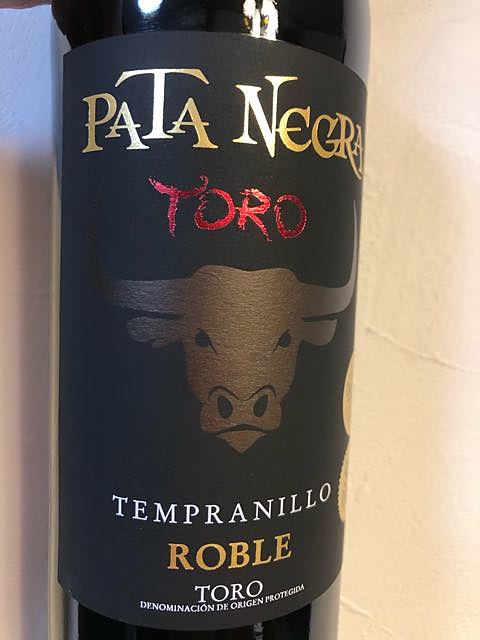 PATA NEGRA
TORO
TEMPRANILLO
ROBLE
TORO
DENOMINACIÓN DE ORIGEN PROTEGIDA